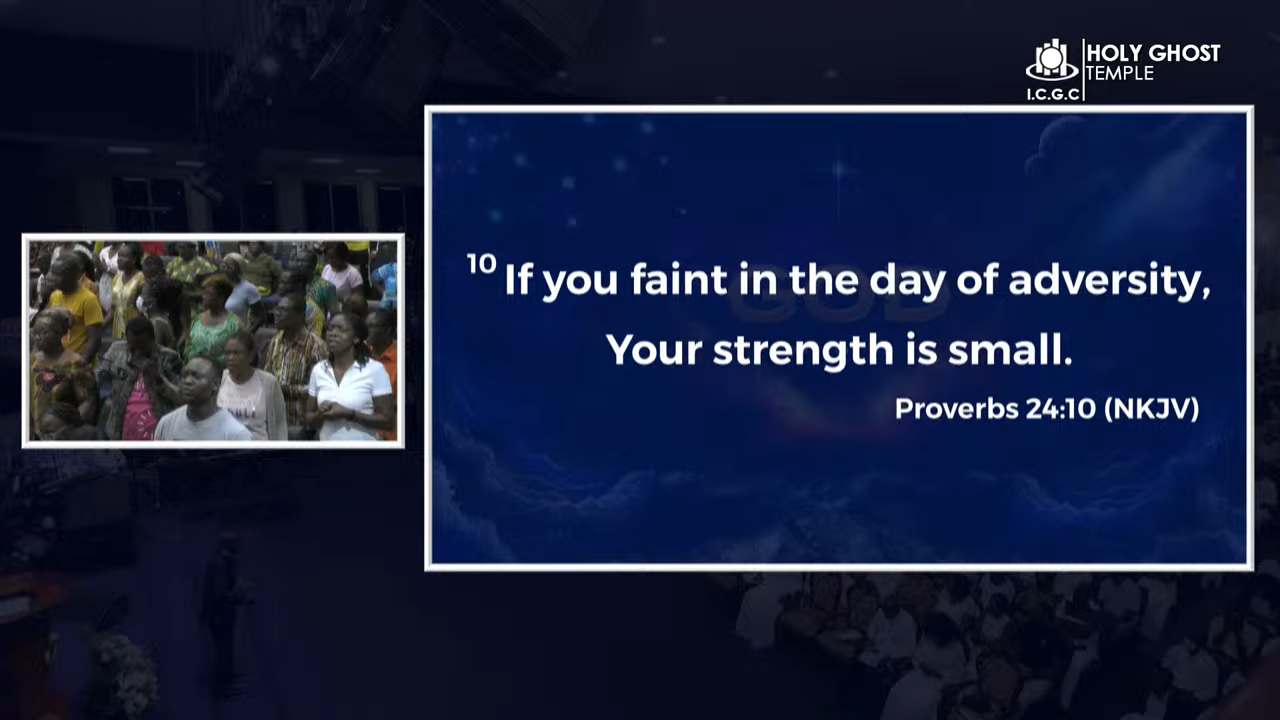 HOLY GHOST
TEMPLE
I.C.G.C
10 If you faint in the day of adversity,
Your strength is small.
Proverbs 24:10 (NKJV)
GOD